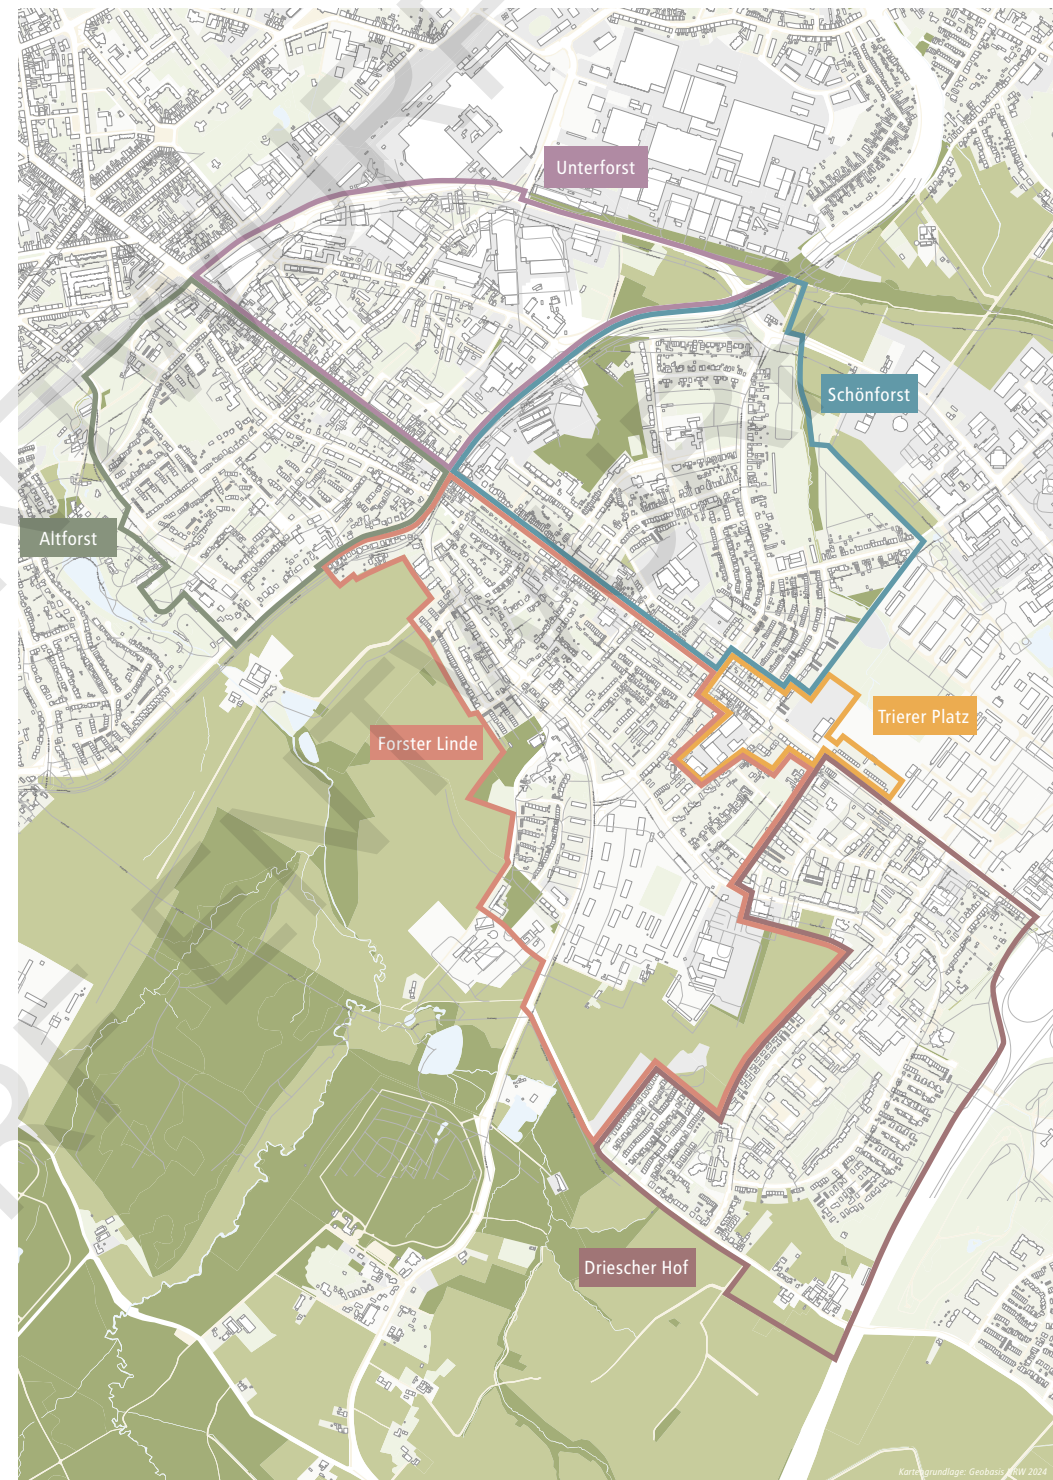 Unterforst
Schönforst
Altforst
Trierer Platz
Forster Linde
Driescher Hof
Kartengrundlage: Geobasis NRW 2024